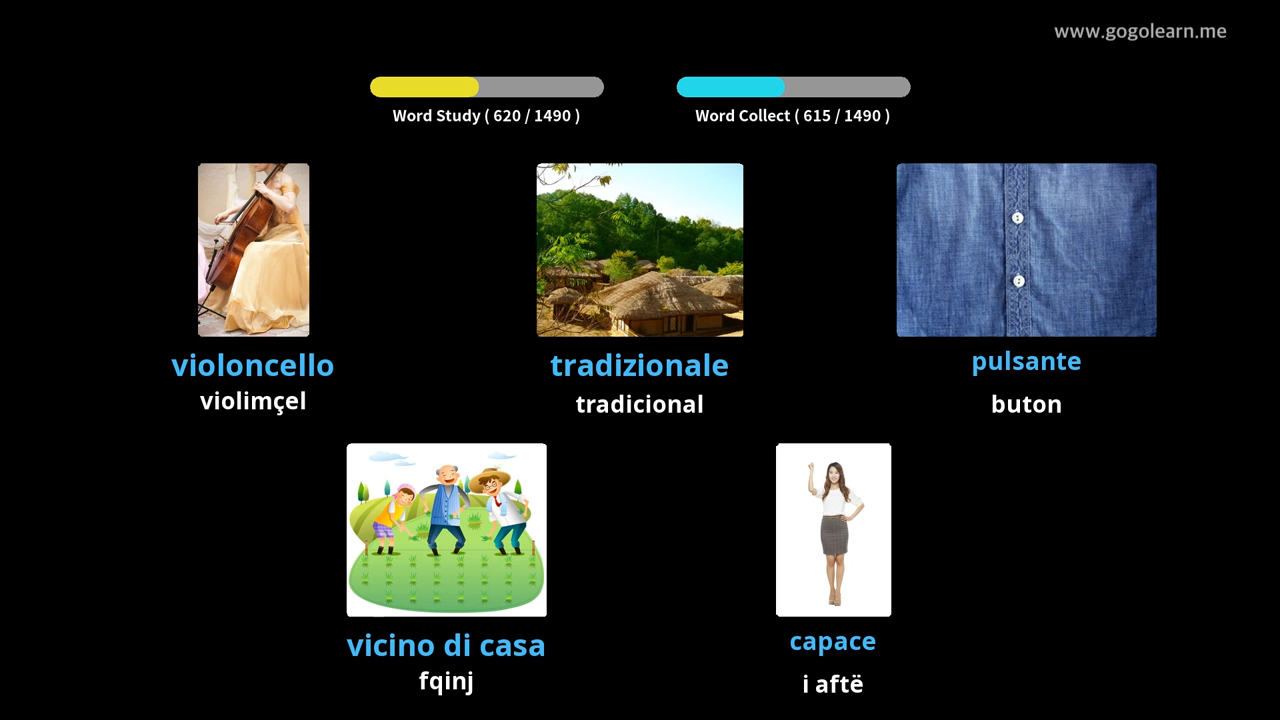 www.gogolearn.me
Word Study ( 620 / 1490 )
Word Collect ( 615 / 1490 )
violoncello
violimçel
tradizionale
tradicional
pulsante
buton
vicino di casa
fqinj
capace
i aftë